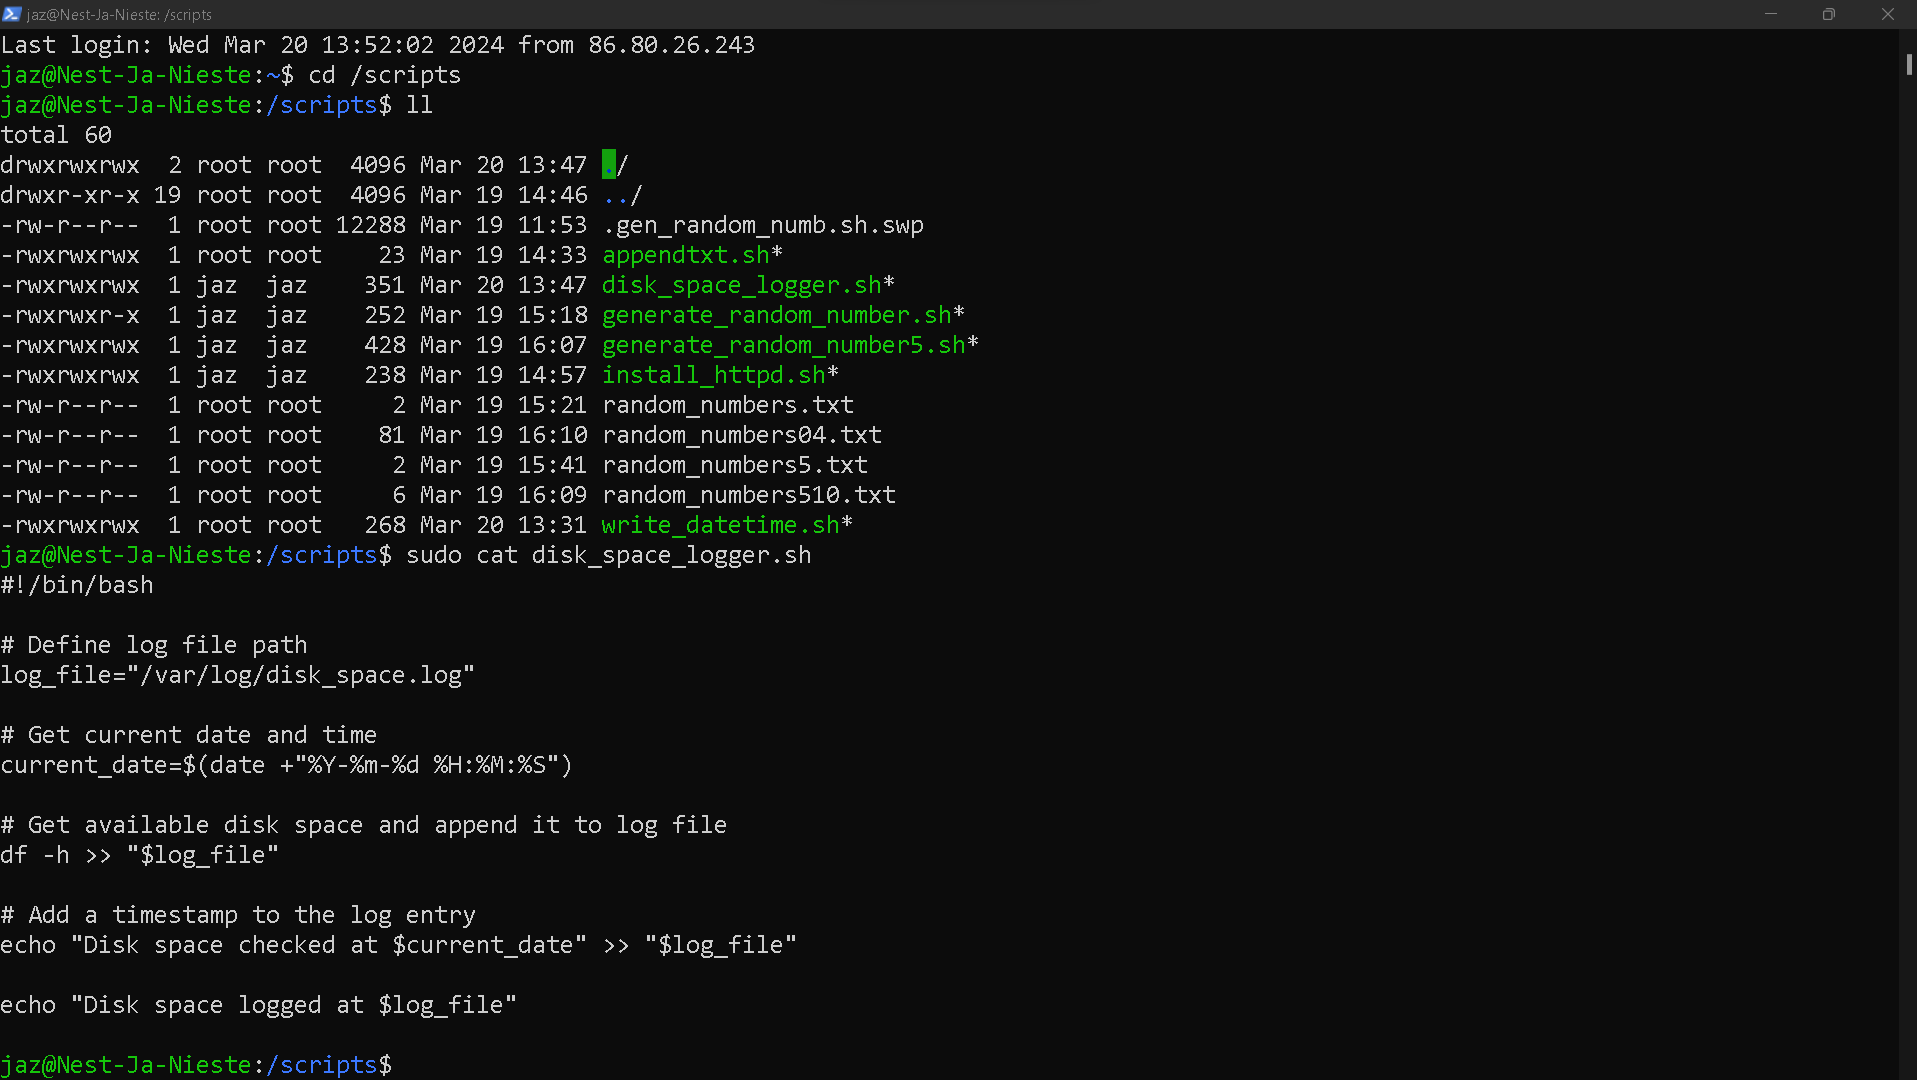 jaz@Nest-Ja-Nieste: /scripts
Last login: Wed Mar 20 13:52:02 2024 from 86.80.26.243
jaz@Nest-Ja-Nieste:~$ cd /scripts
jaz@Nest-Ja-Nieste:/scripts$ ll
total 60
drwxrwxrwx  2 root root  4096 Mar 20 13:47 ./
drwxr-xr-x 19 root root  4096 Mar 19 14:46 ../
-rw-r--r--  1 root root 12288 Mar 19 11:53 .gen_random_numb.sh.swp
-rwxrwxrwx  1 root root    23 Mar 19 14:33 appendtxt.sh*
-rwxrwxrwx  1 jaz  jaz    351 Mar 20 13:47 disk_space_logger.sh*
-rwxrwxr-x  1 jaz  jaz    252 Mar 19 15:18 generate_random_number.sh*
-rwxrwxrwx  1 jaz  jaz    428 Mar 19 16:07 generate_random_number5.sh*
-rwxrwxrwx  1 jaz  jaz    238 Mar 19 14:57 install_httpd.sh*
-rw-r--r--  1 root root     2 Mar 19 15:21 random_numbers.txt
-rw-r--r--  1 root root    81 Mar 19 16:10 random_numbers04.txt
-rw-r--r--  1 root root     2 Mar 19 15:41 random_numbers5.txt
-rw-r--r--  1 root root     6 Mar 19 16:09 random_numbers510.txt
-rwxrwxrwx  1 root root   268 Mar 20 13:31 write_datetime.sh*
jaz@Nest-Ja-Nieste:/scripts$ sudo cat disk_space_logger.sh
#!/bin/bash
# Define log file path
log_file="/var/log/disk_space.log"
# Get current date and time
current_date=$(date +"%Y-%m-%d %H:%M:%S")
# Get available disk space and append it to log file
df -h >> "$log_file"
# Add a timestamp to the log entry
echo "Disk space checked at $current_date" >> "$log_file"
echo "Disk space logged at $log_file"
jaz@Nest-Ja-Nieste:/scripts$